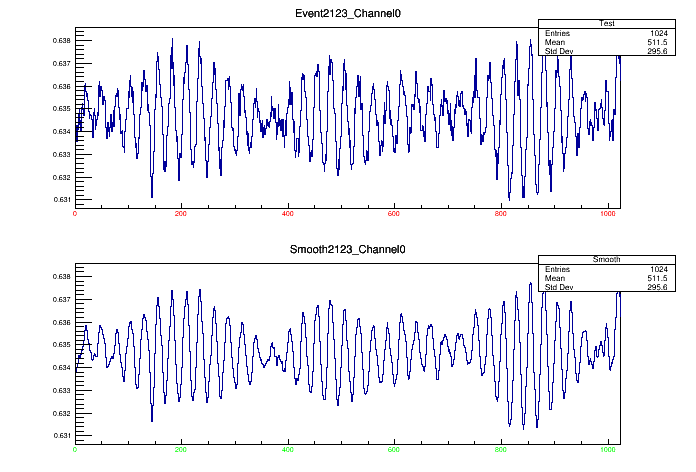 Event2123_Channel0
Test
Entries 1024
Mean 511.5
Std Dev 295.6
0.638
0.637
0.636
0.635
0.634
0.633
0.632
0.631
0 200 400 600 800 1000
Smooth2123_Channel0
Smooth
Entries 1024
Mean 511.5
Std Dev 295.6
0.638
0.637
0.636
0.635
0.634
0.633
0.632
0.631
0 200 400 600 800 1000